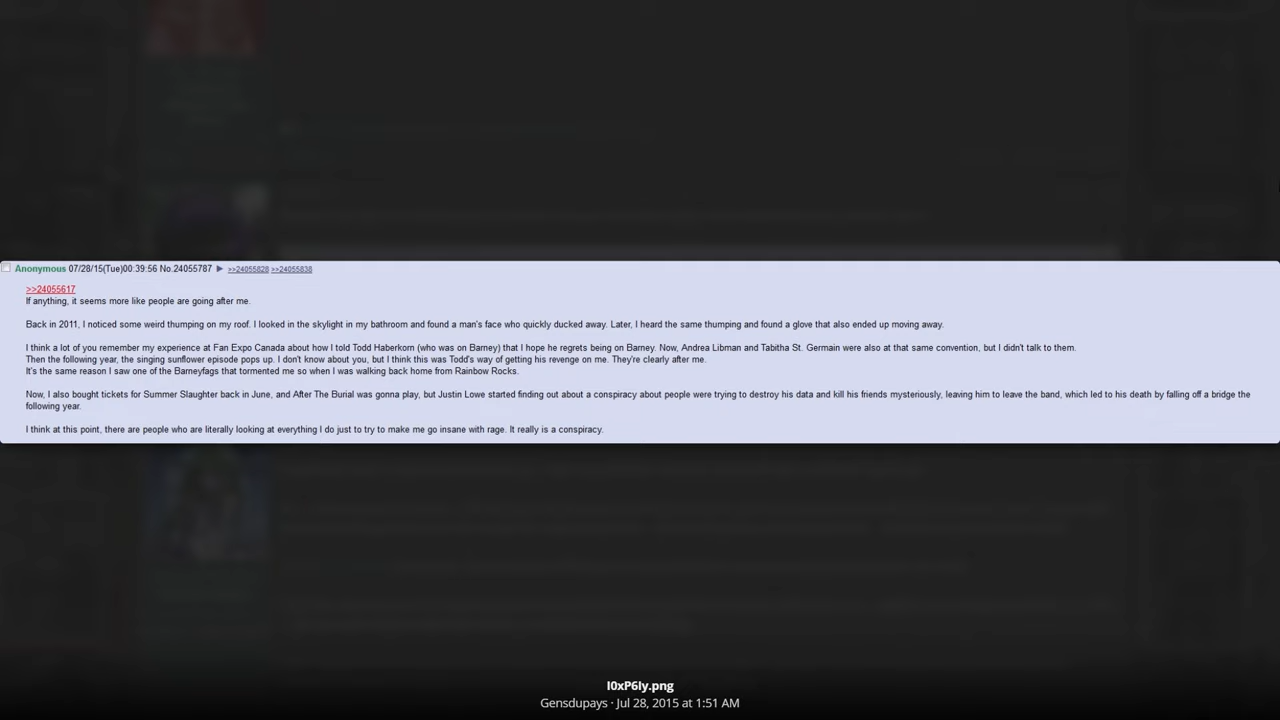 Anonymous 07/28/15(Tue)00:39:56 No.24055787 ▶ >>24055828 >>24055838
>>24055617
If anything, it seems more like people are going after me.
Back in 2011, I noticed some weird thumping on my roof. I looked in the skylight in my bathroom and found a man's face who quickly ducked away. Later, I heard the same thumping and found a glove that also ended up moving away.
I think a lot of you remember my experience at Fan Expo Canada about how I told Todd Haberkorn (who was on Barney) that I hope he regrets being on Barney. Now, Andrea Libman and Tabitha St. Germain were also at that same convention, but I didn't talk to them.
Then the following year, the singing sunflower episode pops up. I don't know about you, but I think this was Todd's way of getting his revenge on me. They're clearly after me.
It's the same reason I saw one of the Barneyfags that tormented me so when I was walking back home from Rainbow Rocks.
Now, I also bought tickets for Summer Slaughter back in June, and After The Burial was gonna play, but Justin Lowe started finding out about a conspiracy about people were trying to destroy his data and kill his friends mysteriously, leaving him to leave the band, which led to his death by falling off a bridge the
following year.
I think at this point, there are people who are literally looking at everything I do just to try to make me go insane with rage. It really is a conspiracy.
l0xP6ly.png
Gensdupays · Jul 28, 2015 at 1:51 AM